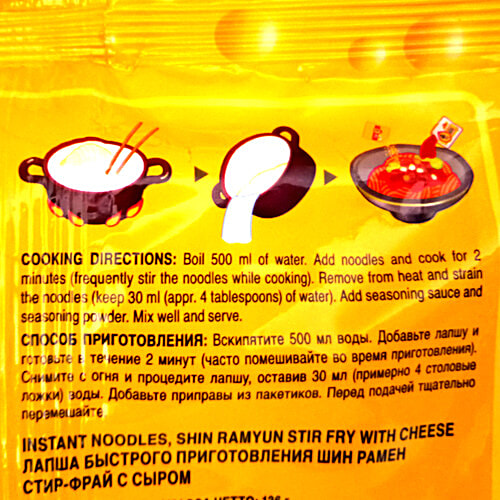 COOKING DIRECTIONS: Boil 500 ml of water. Add noodles and cook for 2
minutes (frequently stir the noodles while cooking). Remove from heat and strain
the noodles (keep 30 ml (appr. 4 tablespoons) of water). Add seasoning sauce and
seasoning powder. Mix well and serve.
СПОСОБ ПРИГОТОВЛЕНИЯ: Вскипятите 500 мл воды. Добавьте лапшу и
готовьте в течение 2 минут (часто помешивайте во время приготовления).
Снимите с огня и процедите лапшу, оставив 30 мл (примерно 4 столовые
ложки) воды. Добавьте приправы из пакетиков. Перед подачей тщательно
перемешайте.
INSTANT NOODLES, SHIN RAMYUN STIR FRY WITH CHEESE
ЛАПША БЫСТРОГО ПРИГОТОВЛЕНИЯ ШИН РАМЕН
СТИР-ФРАЙ С СЫРОМ